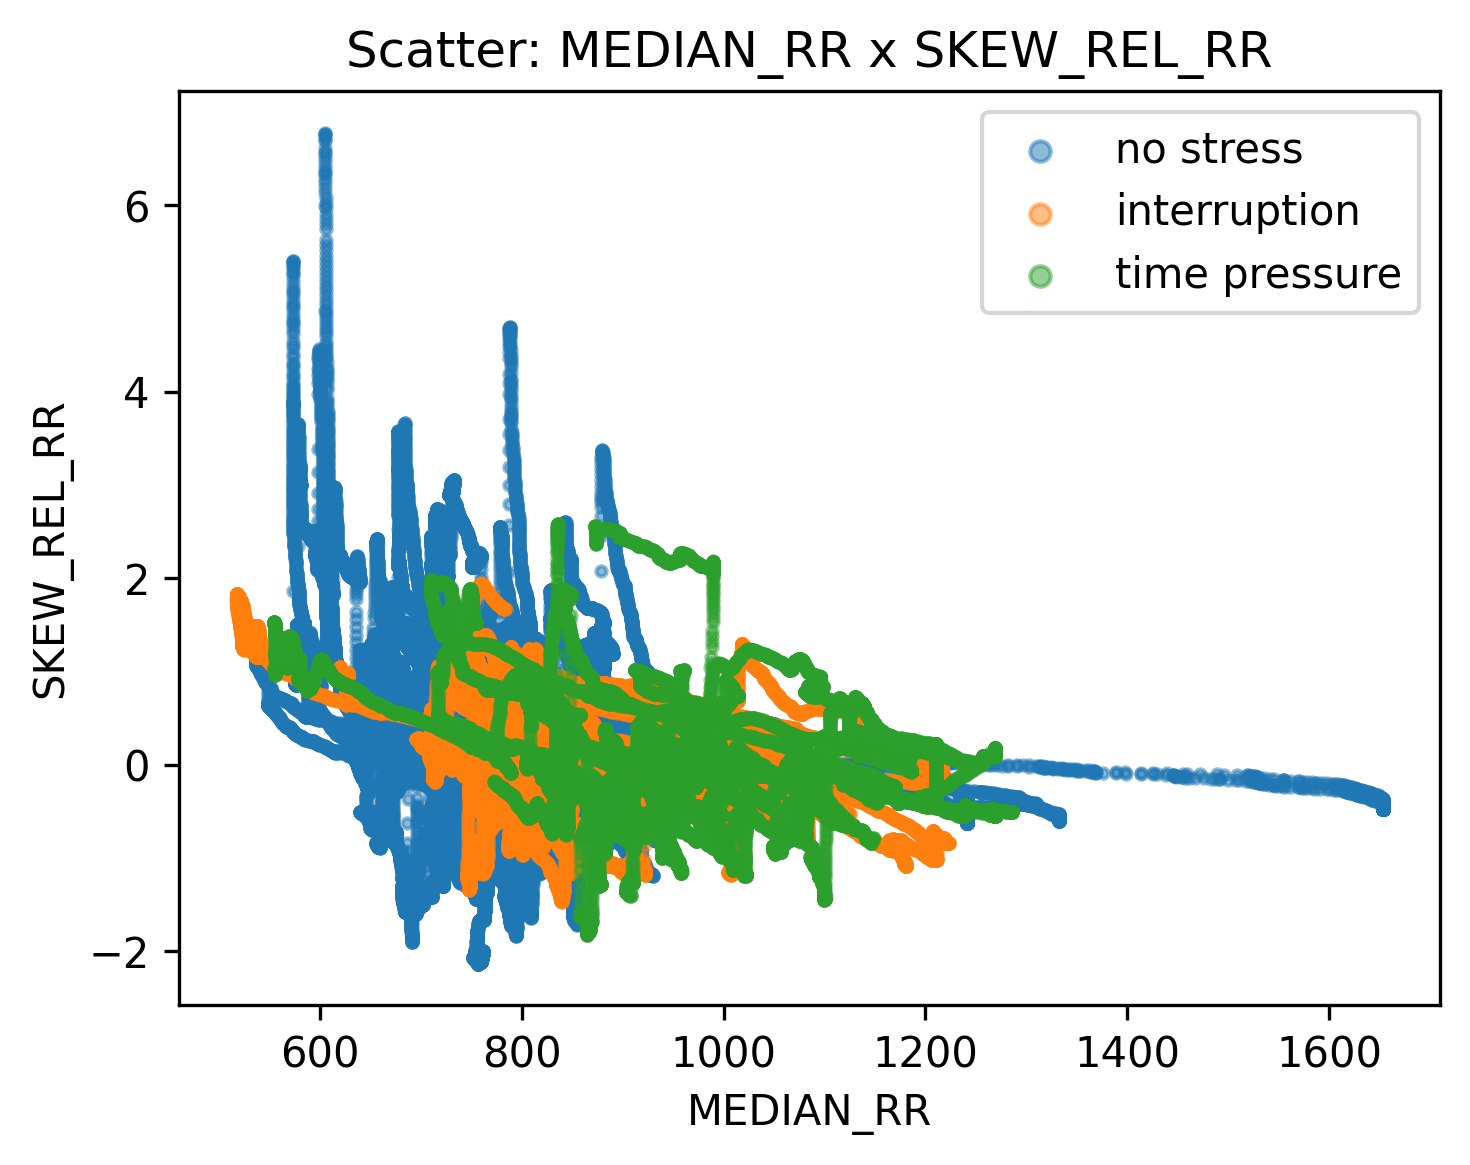 Scatter: MEDIAN_RR x SKEW_REL_RR
no stress
interruption
time pressure
SKEW_REL_RR
6
4
2
0
−2
600 800 1000 1200 1400 1600
MEDIAN_RR